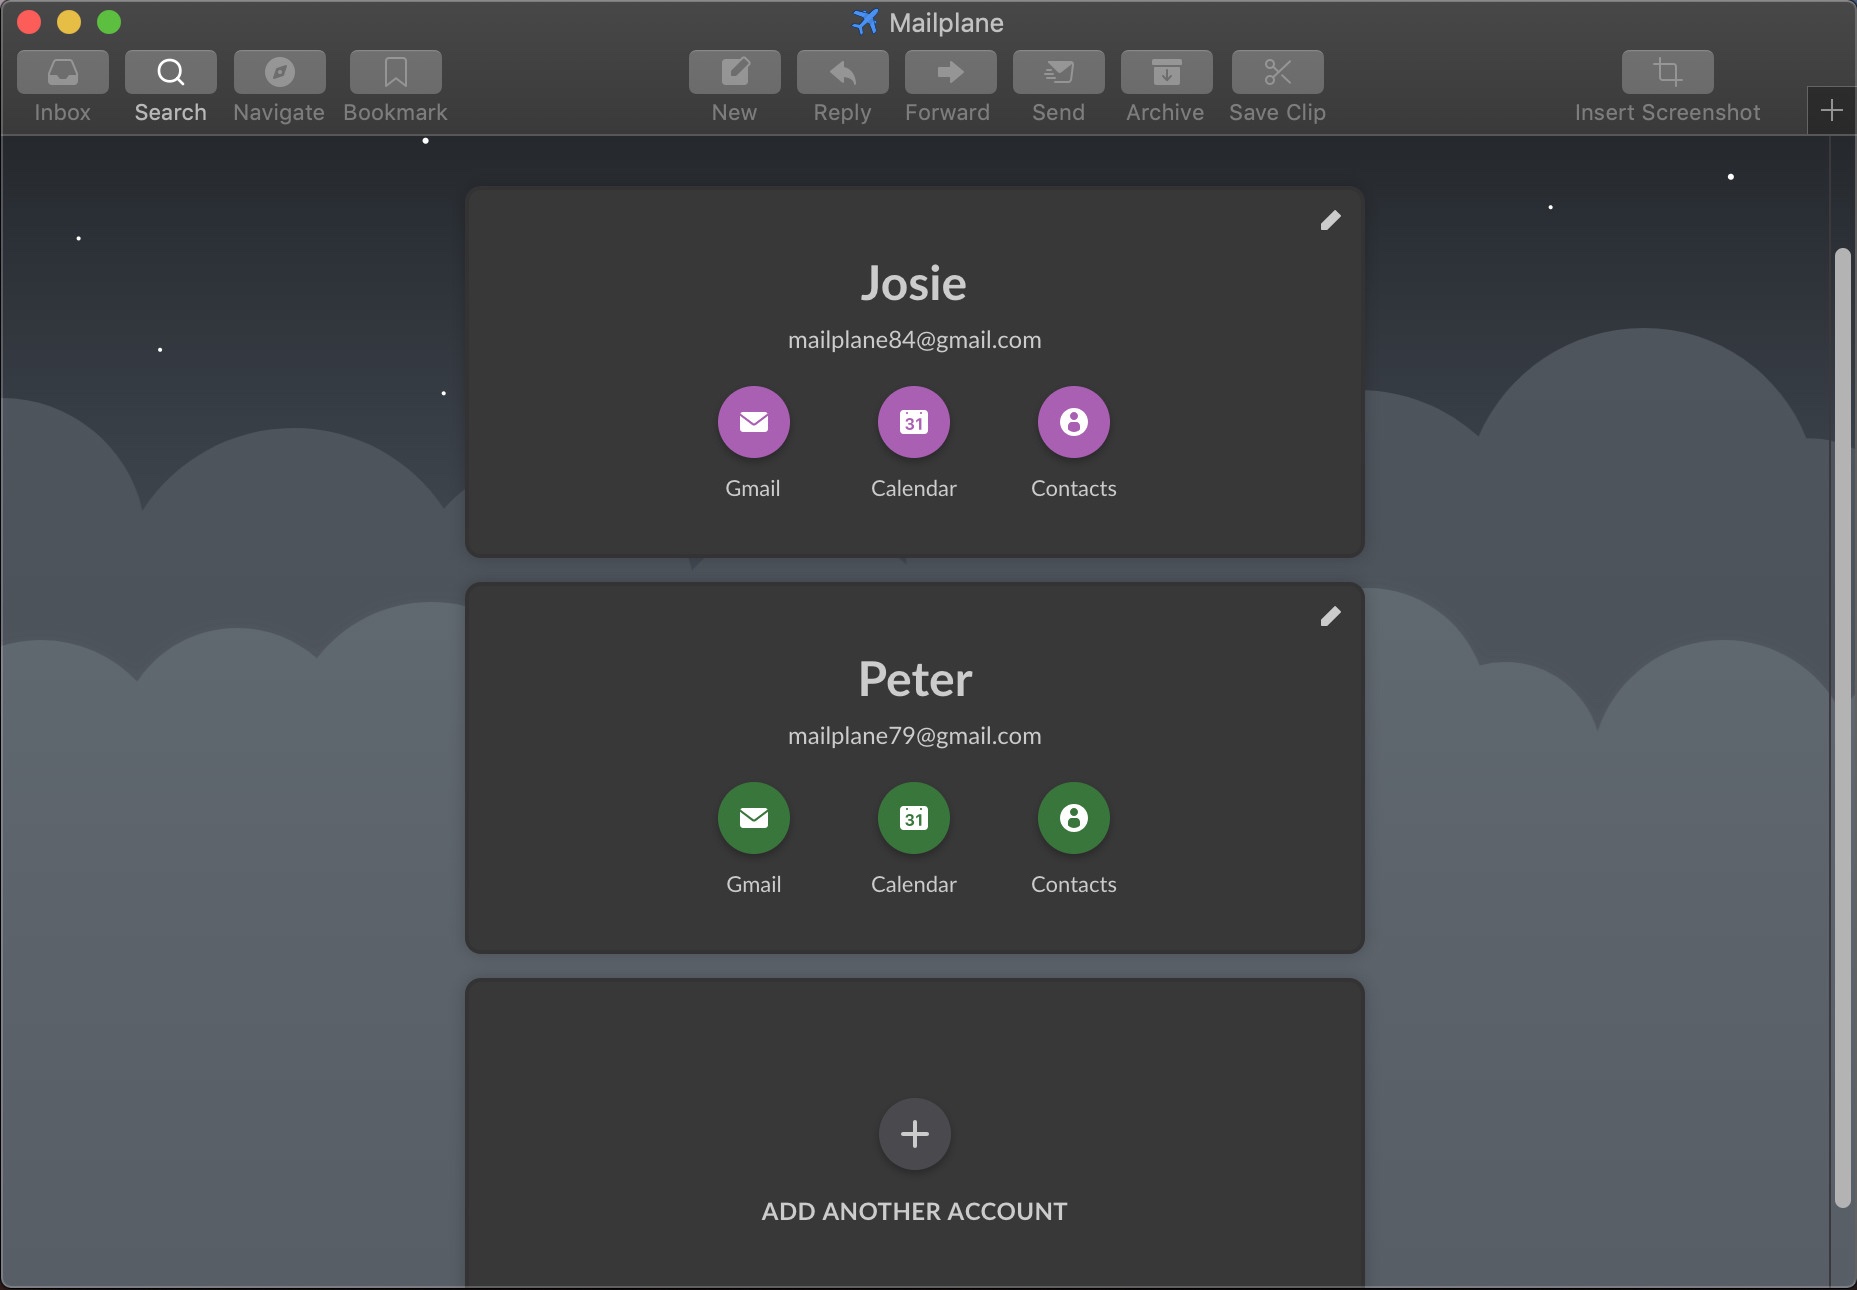 Mailplane
Inbox Search Navigate Bookmark New Reply Forward Send Archive Save Clip Insert Screenshot
Josie
mailplane84@gmail.com
31
Gmail Calendar Contacts
Peter
mailplane79@gmail.com
31
Gmail Calendar Contacts
ADD ANOTHER ACCOUNT